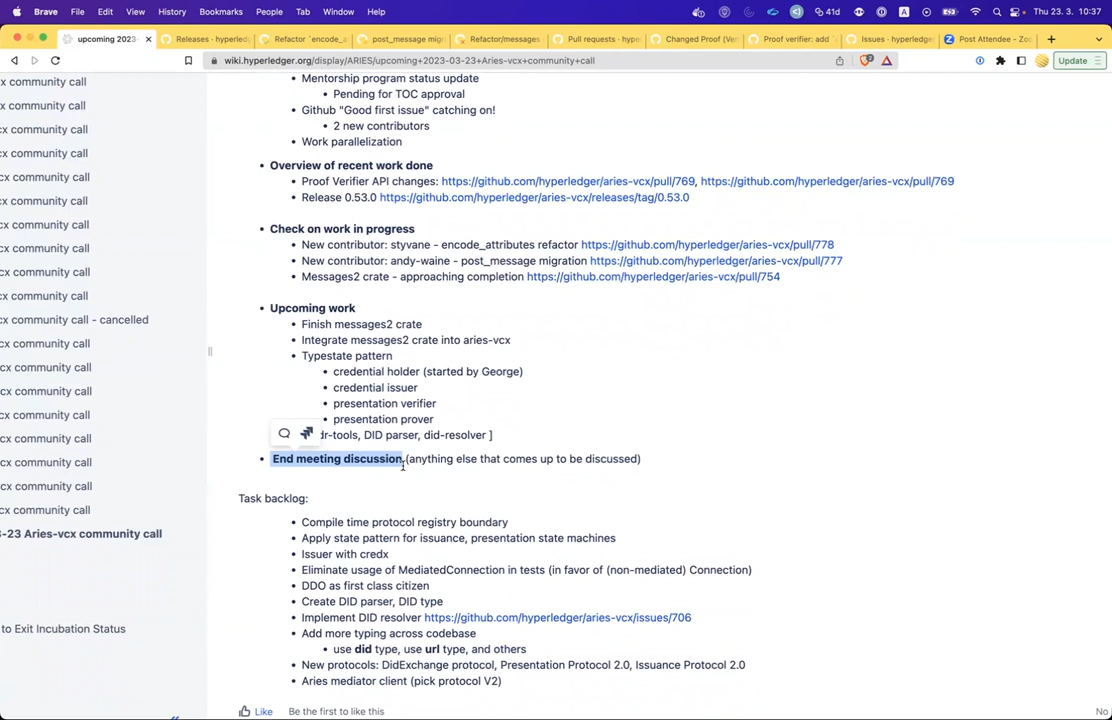 Brave File Edit View History Bookmarks People Tab Window Help 41d A Thu 23. 3. 10:37
upcoming 2023- Releases · hyperled Refactor `encode_a post_message migr Refactor/messages Pull requests · hype Changed Proof (Ver Proof verifier: add ` Issues · hyperledge Post Attendee - Zoo
wiki.hyperledger.org/display/ARIES/upcoming+2023-03-23+Aries-vcx+community+call Update
cx community call
cx community call
cx community call
cx community call
cx community call
cx community call
cx community call
cx community call
cx community call
cx community call
cx community call - cancelled
cx community call
cx community call
cx community call
cx community call
cx community call
cx community call
cx community call
3-23 Aries-vcx community call
to Exit Incubation Status
«
Mentorship program status update
Pending for TOC approval
Github "Good first issue" catching on!
2 new contributors
Work parallelization
Overview of recent work done
Proof Verifier API changes: https://github.com/hyperledger/aries-vcx/pull/769, https://github.com/hyperledger/aries-vcx/pull/769
Release 0.53.0 https://github.com/hyperledger/aries-vcx/releases/tag/0.53.0
Check on work in progress
New contributor: styvane - encode_attributes refactor https://github.com/hyperledger/aries-vcx/pull/778
New contributor: andy-waine - post_message migration https://github.com/hyperledger/aries-vcx/pull/777
Messages2 crate - approaching completion https://github.com/hyperledger/aries-vcx/pull/754
Upcoming work
Finish messages2 crate
Integrate messages2 crate into aries-vcx
Typestate pattern
credential holder (started by George)
credential issuer
presentation verifier
presentation prover
dr-tools, DID parser, did-resolver ]
End meeting discussion (anything else that comes up to be discussed)
Task backlog:
Compile time protocol registry boundary
Apply state pattern for issuance, presentation state machines
Issuer with credx
Eliminate usage of MediatedConnection in tests (in favor of (non-mediated) Connection)
DDO as first class citizen
Create DID parser, DID type
Implement DID resolver https://github.com/hyperledger/aries-vcx/issues/706
Add more typing across codebase
use did type, use url type, and others
New protocols: DidExchange protocol, Presentation Protocol 2.0, Issuance Protocol 2.0
Aries mediator client (pick protocol V2)
Like Be the first to like this No